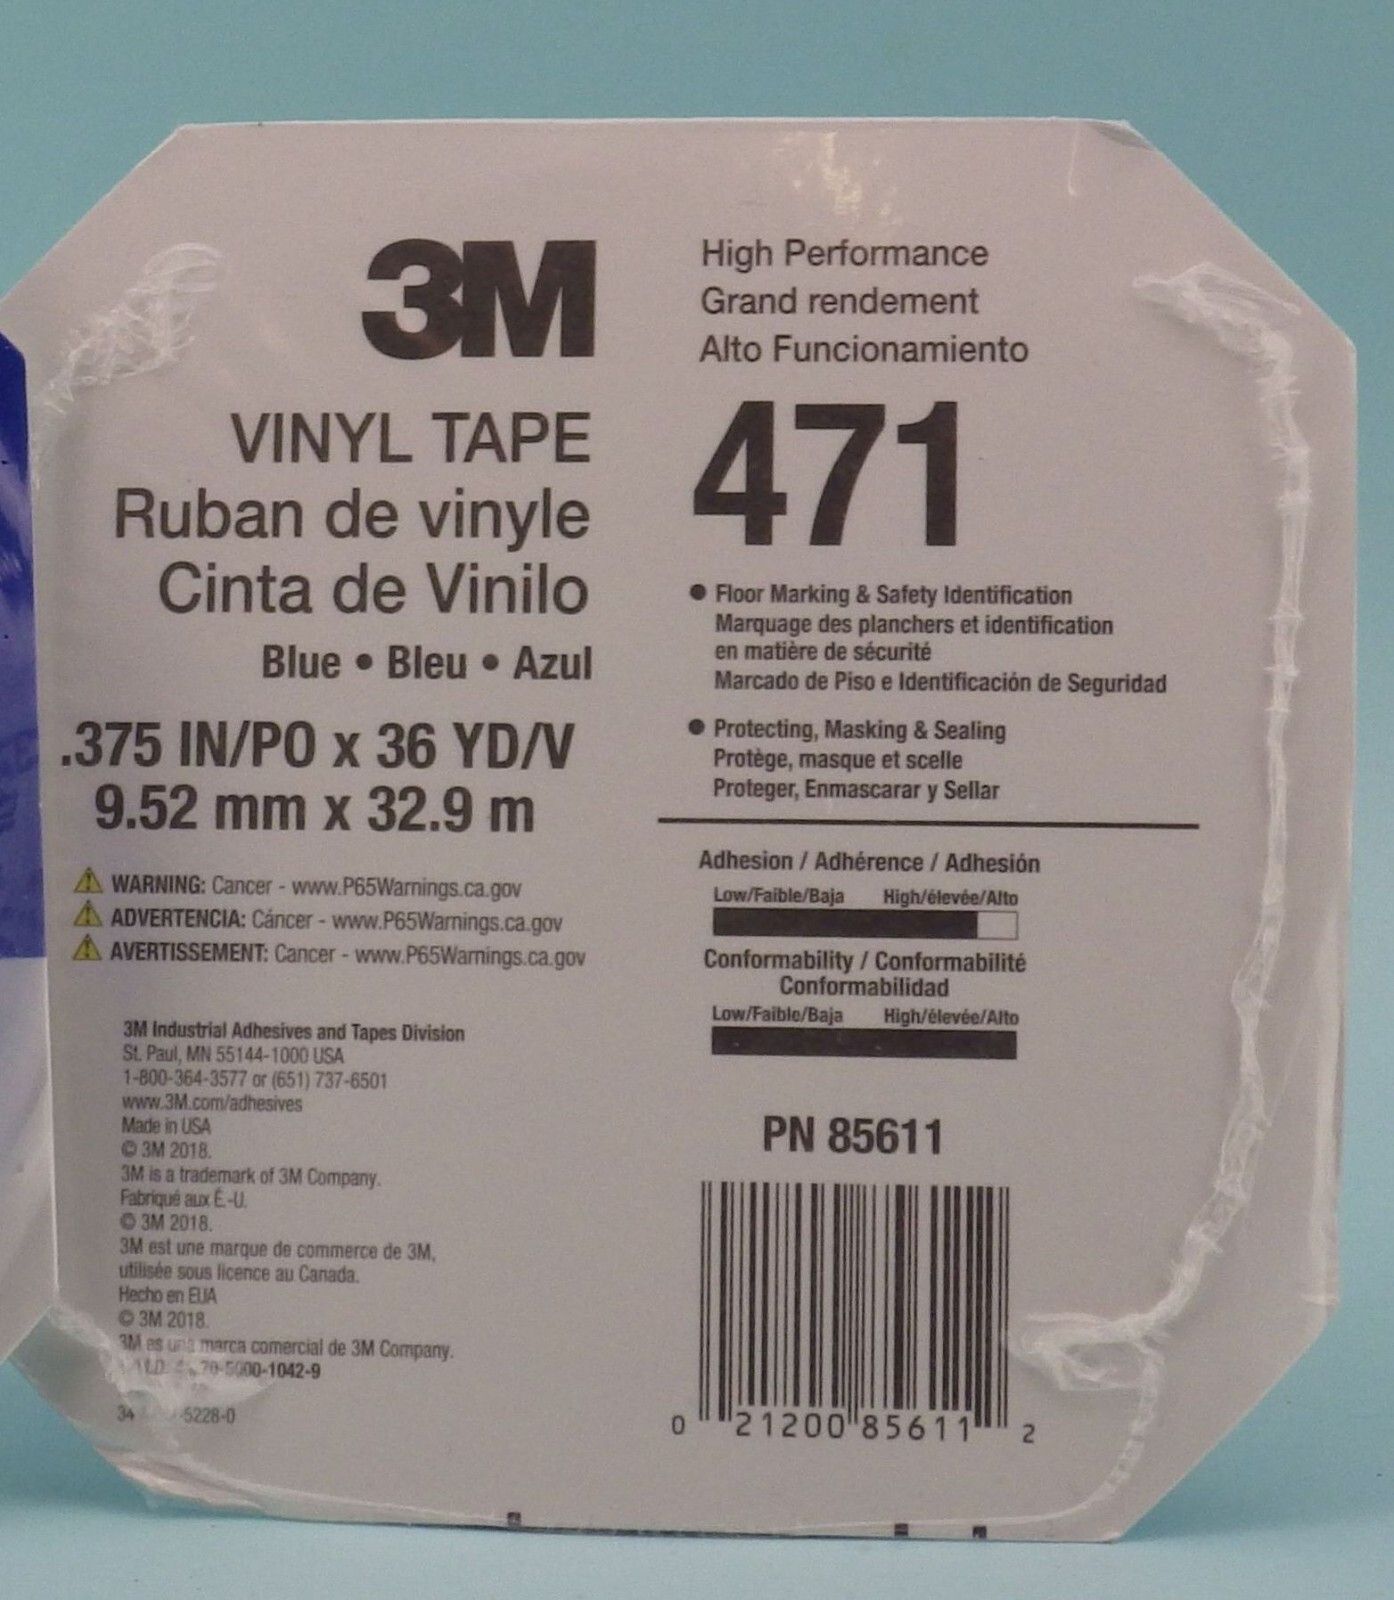 3M
VINYL TAPE
Ruban de vinyle
Cinta de Vinilo
Blue • Bleu • Azul
.375 IN/PO x 36 YD/V
9.52 mm x 32.9 m
WARNING: Cancer - www.P65Warnings.ca.gov
ADVERTENCIA: Cáncer - www.P65Warnings.ca.gov
AVERTISSEMENT: Cancer - www.P65Warnings.ca.gov
3M Industrial Adhesives and Tapes Division
St. Paul, MN 55144-1000 USA
1-800-364-3577 or (651) 737-6501
www.3M.com/adhesives
Made in USA
© 3M 2018.
3M is a trademark of 3M Company.
Fabriqué aux É.-U.
© 3M 2018.
3M est une marque de commerce de 3M,
utilisée sous licence au Canada.
Hecho en EUA
© 3M 2018.
3M es una marca comercial de 3M Company.
-5000-1042-9
34 5228-0
High Performance
Grand rendement
Alto Funcionamiento
471
• Floor Marking & Safety Identification
Marquage des planchers et identification
en matière de sécurité
Marcado de Piso e Identificación de Seguridad
• Protecting, Masking & Sealing
Protège, masque et scelle
Proteger, Enmascarar y Sellar
Adhesion / Adhérence / Adhesión
Low/Faible/Baja High/élevée/Alto
Conformability / Conformabilité
Conformabilidad
Low/Faible/Baja High/élevée/Alto
PN 85611
0 21200 85611 2